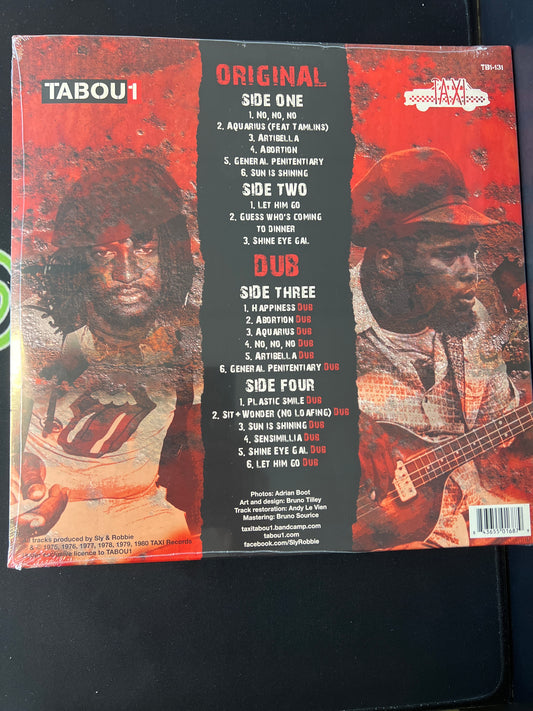 TABOU1
TAXI
TB1-131
ORIGINAL
SIDE ONE
1. NO, NO, NO
2. AQUARIUS (FEAT TAMLINS)
3. ARTIBELLA
4. ABORTION
5. GENERAL PENITENTIARY
6. SUN IS SHINING
SIDE TWO
1. LET HIM GO
2. GUESS WHO'S COMING
TO DINNER
3. SHINE EYE GAL
DUB
SIDE THREE
1. HAPPINESS DUB
2. ABORTION DUB
3. AQUARIUS DUB
4. NO, NO, NO DUB
5. ARTIBELLA DUB
6. GENERAL PENITENTIARY DUB
SIDE FOUR
1. PLASTIC SMILE DUB
2. SIT+WONDER (NO LOAFING) DUB
3. SUN IS SHINING DUB
4. SENSIMILLIA DUB
5. SHINE EYE GAL DUB
6. LET HIM GO DUB
Photos: Adrian Boot
Art and design: Bruno Tilley
Track restoration: Andy Le Vien
Mastering: Bruno Sourice
taxitabou1.bandcamp.com
tabou1.com
facebook.com/SlyRobbie
tracks produced by Sly & Robbie
1975, 1976, 1977, 1978, 1979, 1980 TAXI Records
licence to TABOU1